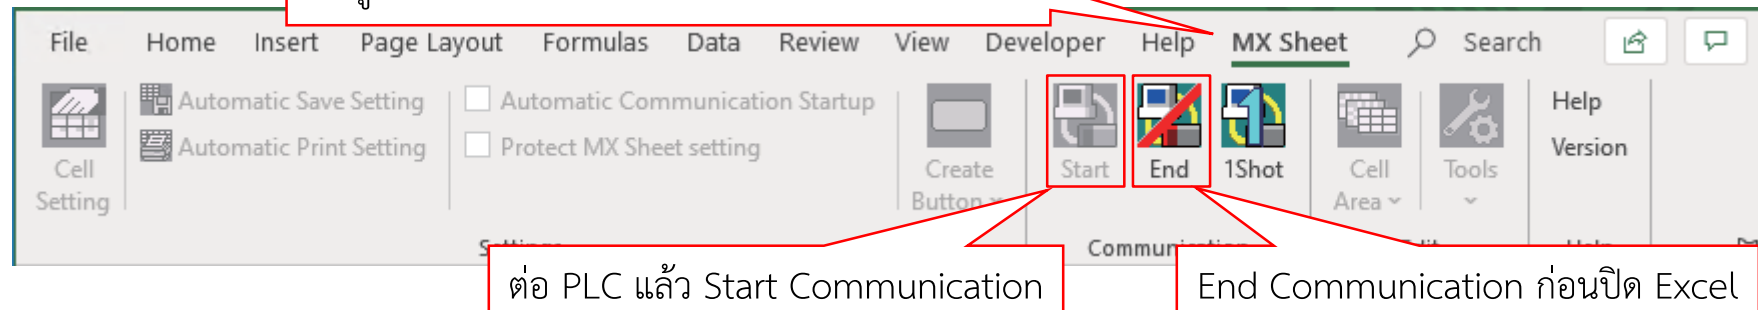 File Home Insert Page Layout Formulas Data Review View Developer Help MX Sheet Search
Automatic Save Setting
Automatic Print Setting
Automatic Communication Startup
Protect MX Sheet setting
Cell
Setting
Create
Button
Start
End
1Shot
Cell
Area
Tools
Help
Version
ต่อ PLC แล้ว Start Communication
End Communication ก่อนปิด Excel